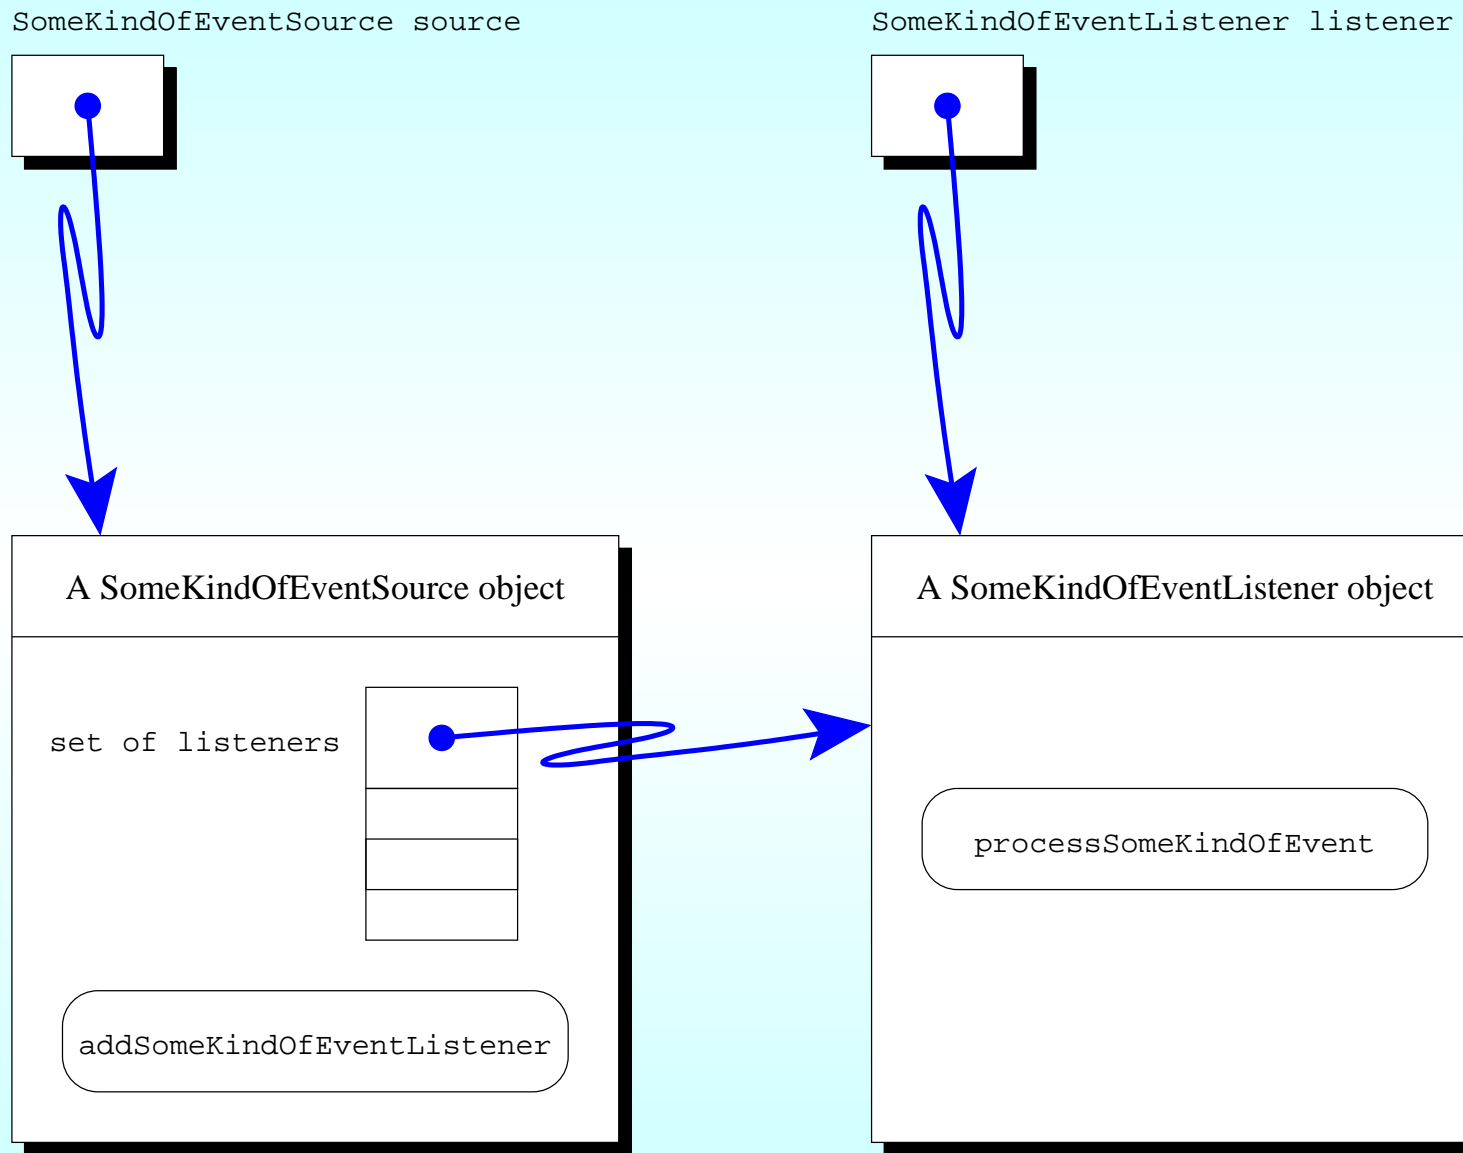 SomeKindOfEventSource source
SomeKindOfEventListener listener
A SomeKindOfEventSource object
A SomeKindOfEventListener object
set of listeners
processSomeKindOfEvent
addSomeKindOfEventListener